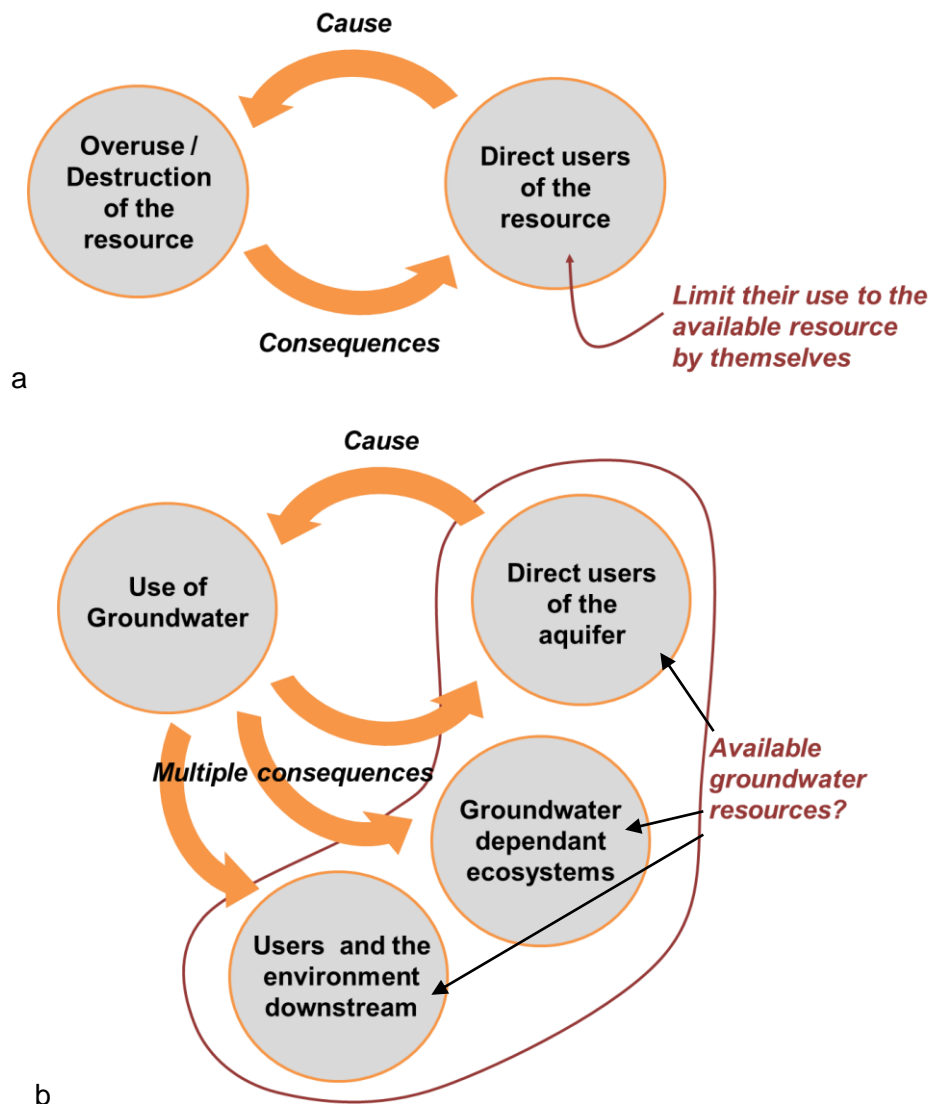 Cause
Overuse /
Destruction
of the
resource
Direct users
of the
resource
Consequences
Limit their use to the
available resource
by themselves
a
Cause
Use of
Groundwater
Direct users
of the
aquifer
Multiple consequences
Available
groundwater
resources?
Groundwater
dependant
ecosystems
Users and the
environment
downstream
b